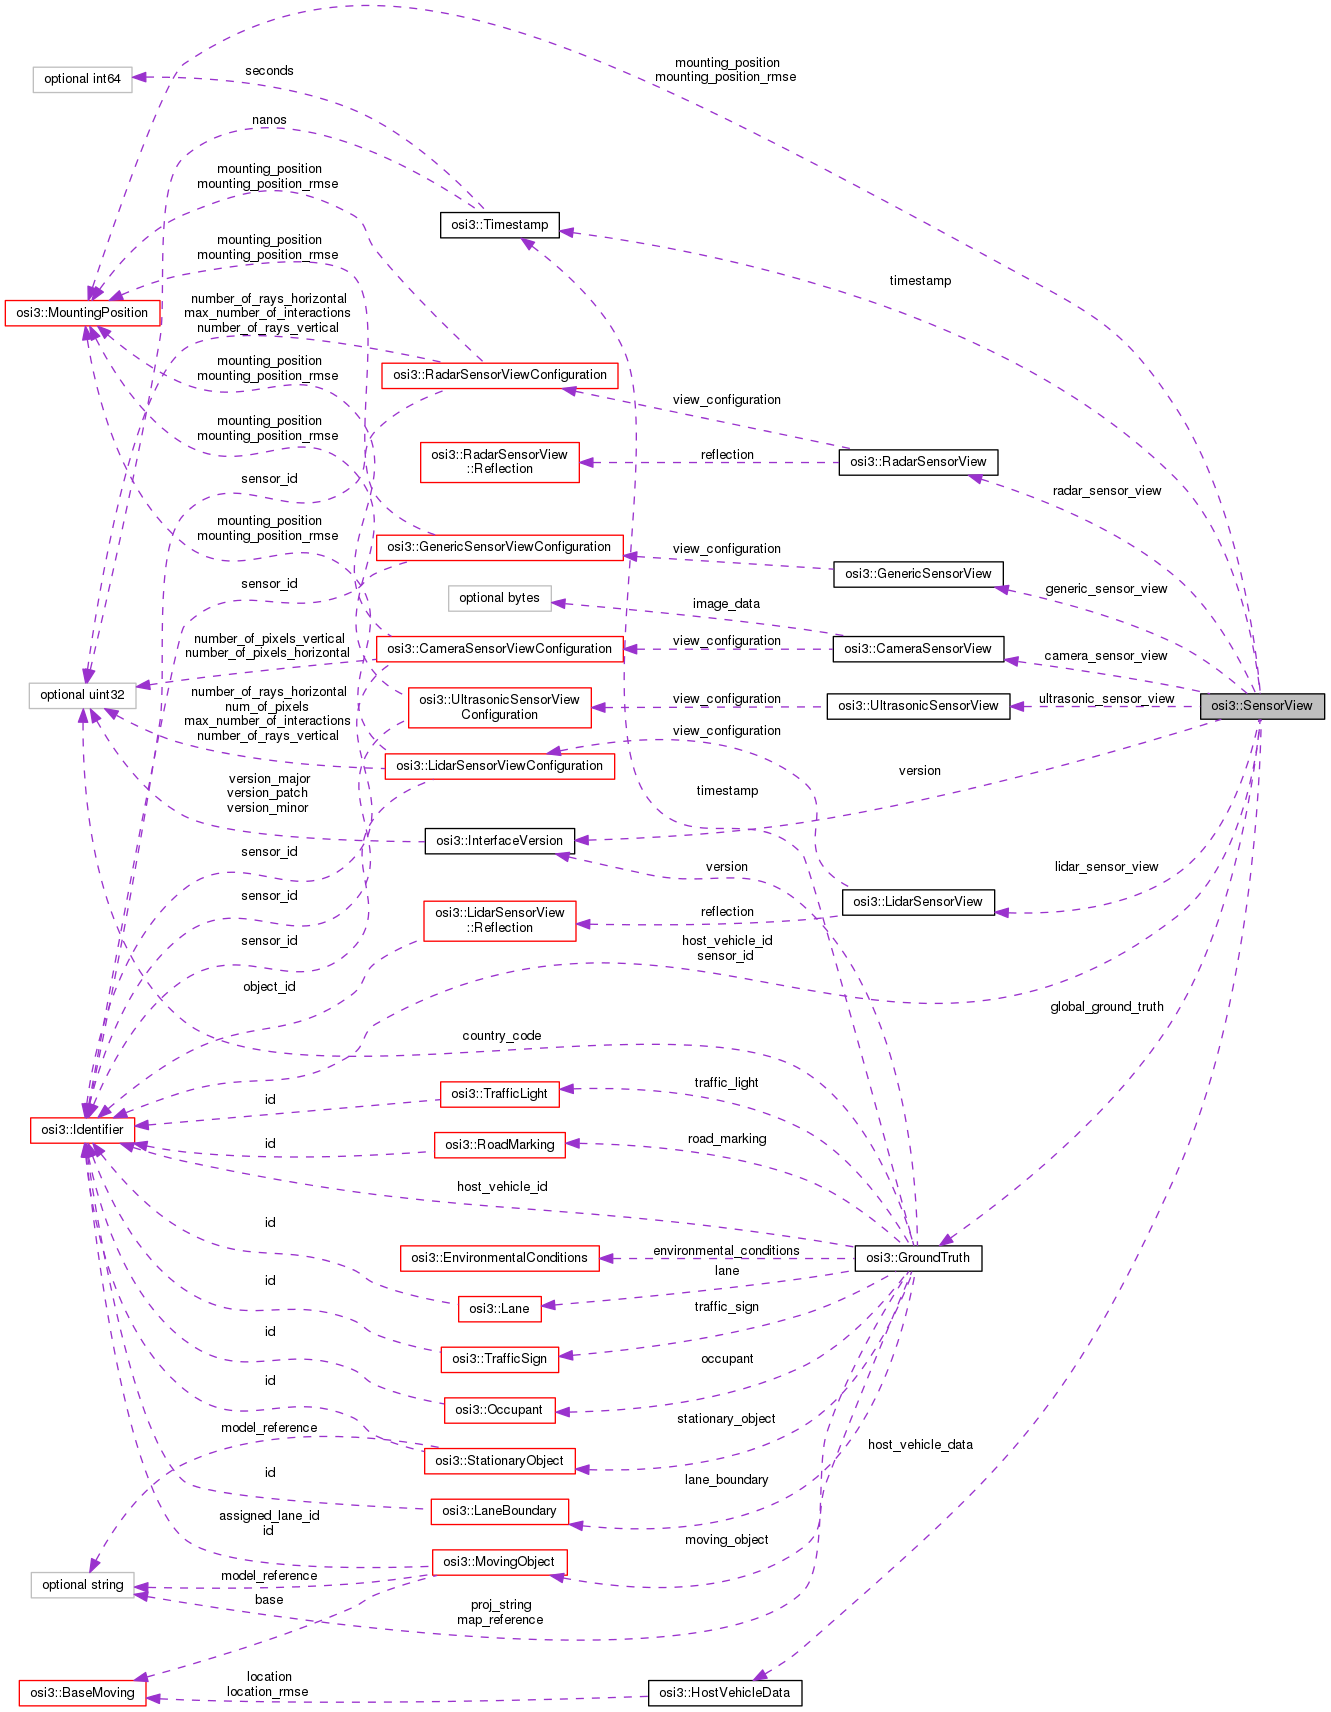 mounting_position
mounting_position_rmse
optional int64
seconds
nanos
mounting_position
mounting_position_rmse
osi3::Timestamp
timestamp
mounting_position
mounting_position_rmse
osi3::MountingPosition
number_of_rays_horizontal
max_number_of_interactions
number_of_rays_vertical
mounting_position
mounting_position_rmse
osi3::RadarSensorViewConfiguration
view_configuration
mounting_position
mounting_position_rmse
osi3::RadarSensorView
::Reflection
reflection
osi3::RadarSensorView
sensor_id
radar_sensor_view
mounting_position
mounting_position_rmse
osi3::GenericSensorViewConfiguration
view_configuration
osi3::GenericSensorView
generic_sensor_view
sensor_id
optional bytes
image_data
number_of_pixels_vertical
number_of_pixels_horizontal
osi3::CameraSensorViewConfiguration
view_configuration
osi3::CameraSensorView
camera_sensor_view
optional uint32
number_of_rays_horizontal
num_of_pixels
max_number_of_interactions
number_of_rays_vertical
osi3::UltrasonicSensorView
Configuration
view_configuration
osi3::UltrasonicSensorView
ultrasonic_sensor_view
osi3::SensorView
view_configuration
osi3::LidarSensorViewConfiguration
version
version_major
version_patch
version_minor
timestamp
osi3::InterfaceVersion
sensor_id
version
lidar_sensor_view
sensor_id
osi3::LidarSensorView
::Reflection
reflection
osi3::LidarSensorView
sensor_id
host_vehicle_id
sensor_id
object_id
global_ground_truth
country_code
traffic_light
osi3::TrafficLight
id
osi3::Identifier
id
osi3::RoadMarking
road_marking
host_vehicle_id
id
osi3::EnvironmentalConditions
environmental_conditions
osi3::GroundTruth
lane
id
osi3::Lane
traffic_sign
id
osi3::TrafficSign
occupant
id
osi3::Occupant
stationary_object
model_reference
osi3::StationaryObject
host_vehicle_data
id
lane_boundary
osi3::LaneBoundary
assigned_lane_id
id
moving_object
osi3::MovingObject
optional string
model_reference
base
proj_string
map_reference
osi3::BaseMoving
location
location_rmse
osi3::HostVehicleData